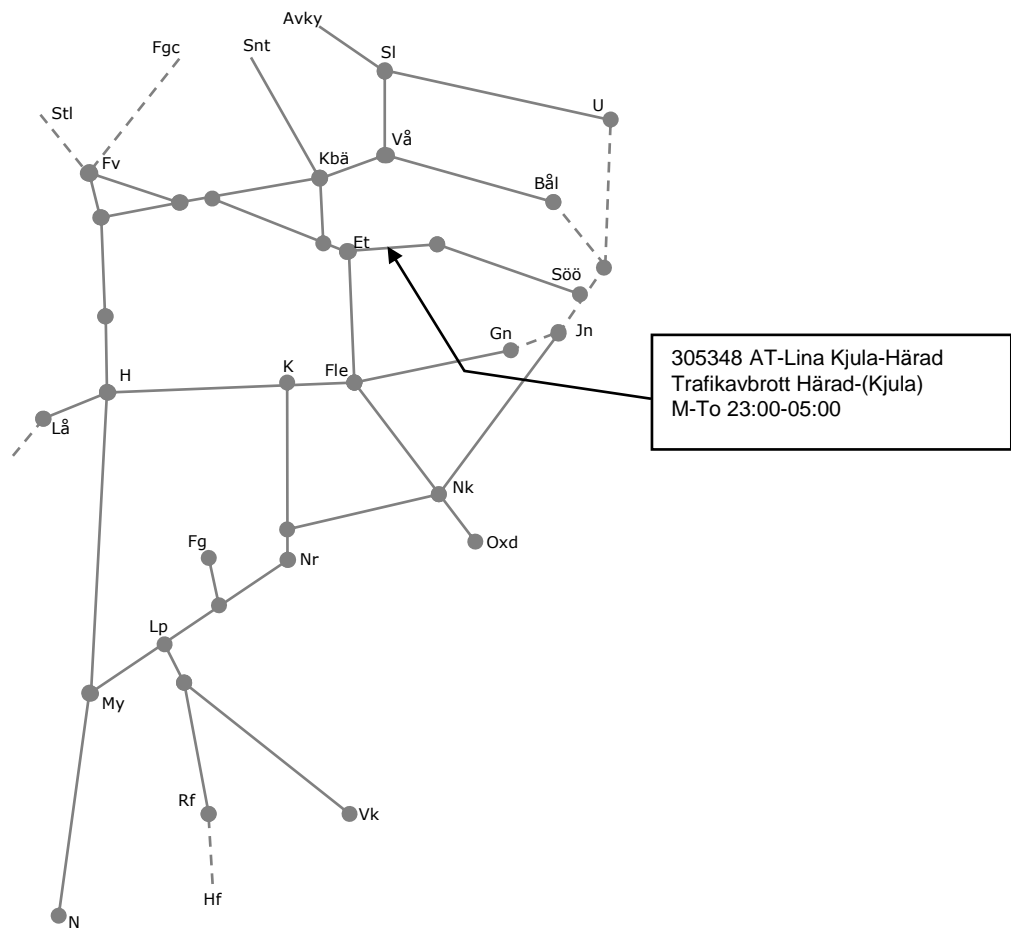 Avky
Fgc
Snt
Sl
Stl
U
Vå
Fv
Kbä
Bål
Et
Söö
Gn
Jn
H
K
Fle
Lå
305348 AT-Lina Kjula-Härad
Trafikavbrott Härad-(Kjula)
M-To 23:00-05:00
Nk
Fg
Nr
Oxd
Lp
My
Rf
Vk
Hf
N